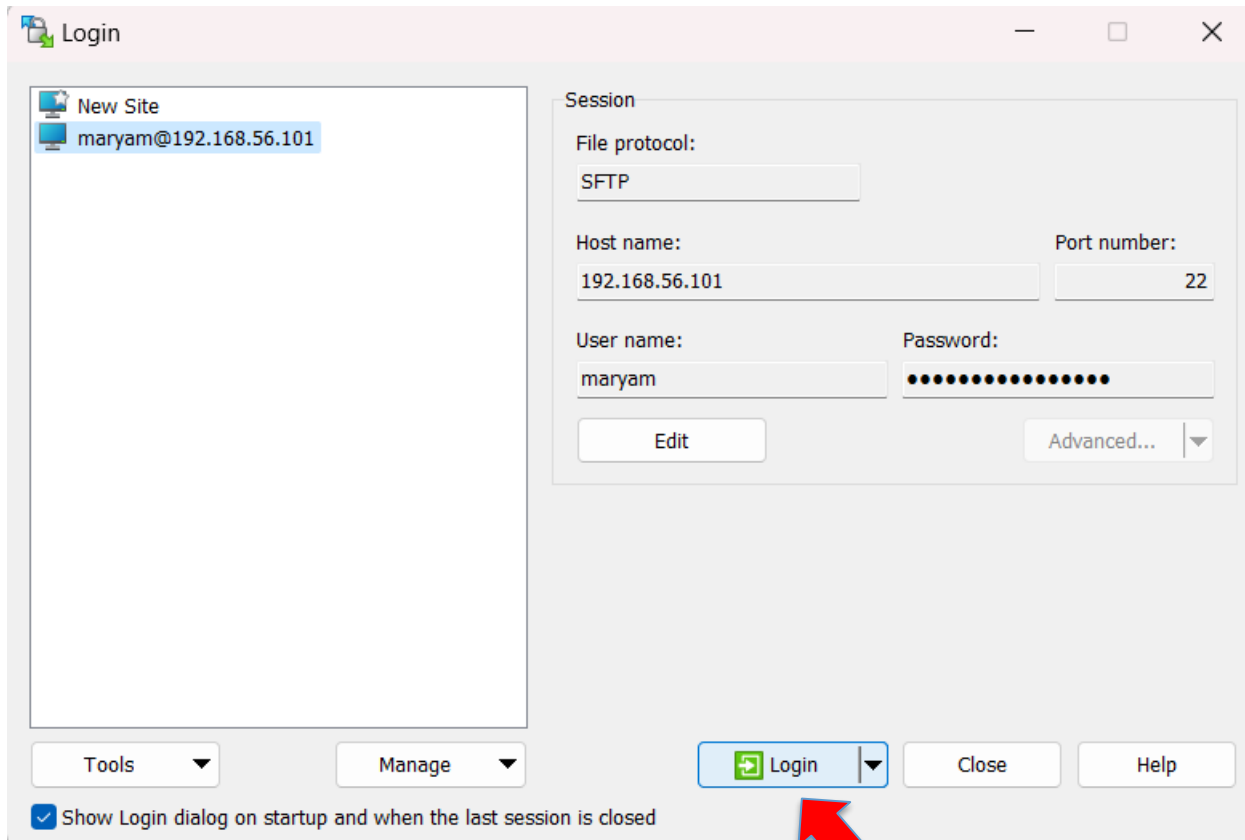 Login
New Site
maryam@192.168.56.101
Session
File protocol:
SFTP
Host name:
Port number:
192.168.56.101
22
User name:
Password:
maryam
••••••••••••••••
Edit
Advanced...
Tools
Manage
Login
Close
Help
Show Login dialog on startup and when the last session is closed